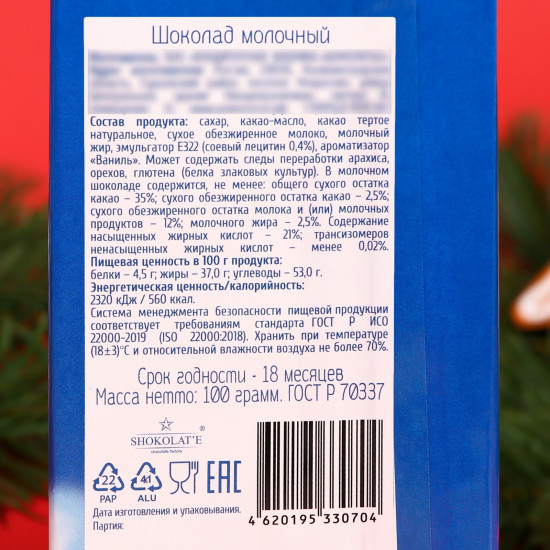 Шоколад молочный
Состав продукта: сахар, какао-масло, какао тертое
натуральное, сухое обезжиренное молоко, молочный
жир, эмульгатор Е322 (соевый лецитин 0,4%), ароматизатор
«Ваниль». Может содержать следы переработки арахиса,
орехов, глютена (белка злаковых культур). В молочном
шоколаде содержится, не менее: общего сухого остатка
какао – 35%; сухого обезжиренного остатка какао – 2,5%;
сухого обезжиренного остатка молока и (или) молочных
продуктов – 12%; молочного жира – 2,5%. Содержание
насыщенных жирных кислот – 21%; трансизомеров
ненасыщенных жирных кислот – менее 0,02%.
Пищевая ценность в 100 г продукта:
белки – 4,5 г; жиры – 37,0 г; углеводы – 53,0 г.
Энергетическая ценность/калорийность:
2320 кДж / 560 ккал.
Система менеджмента безопасности пищевой продукции
соответствует требованиям стандарта ГОСТ Р ИСО
22000-2019 (ISO 22000:2018). Хранить при температуре
(18±3)°С и относительной влажности воздуха не более 70%.
Срок годности - 18 месяцев
Масса нетто: 100 грамм. ГОСТ Р 70337
SHOKOLAT'E ®
chocolate factory
22 41 EAC
PAP ALU
Дата изготовления и упаковывания.
Партия:
4 620195 330704